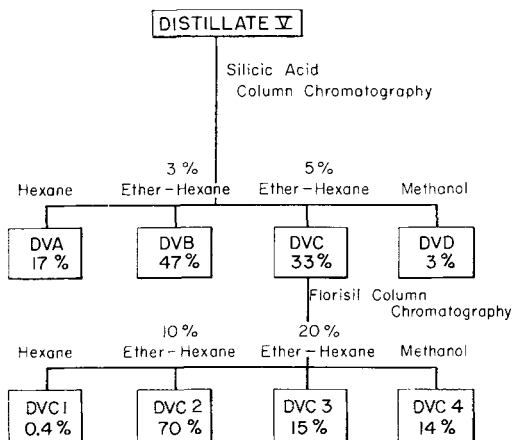 DISTILLATE V
Silicic Acid
Column Chromatography
3 % 5 %
Hexane Ether-Hexane Ether-Hexane Methanol
DVA DVB DVC DVD
17 % 47 % 33 % 3 %
Florisil Column
Chromatography
10 % 20 %
Hexane Ether-Hexane Ether-Hexane Methanol
DVC 1 DVC 2 DVC 3 DVC 4
0.4 % 70 % 15 % 14 %